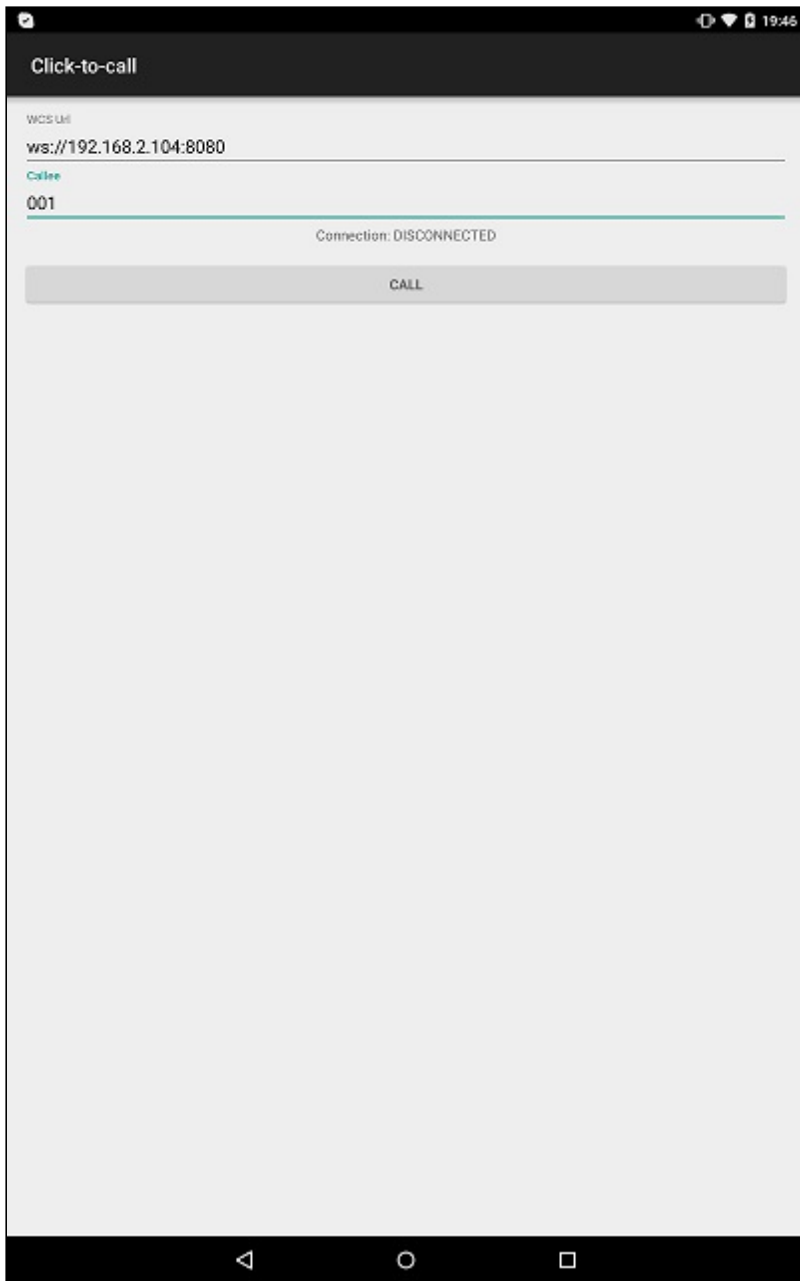 19:46
Click-to-call
WCS Url
ws://192.168.2.104:8080
Callee
001
Connection: DISCONNECTED
CALL